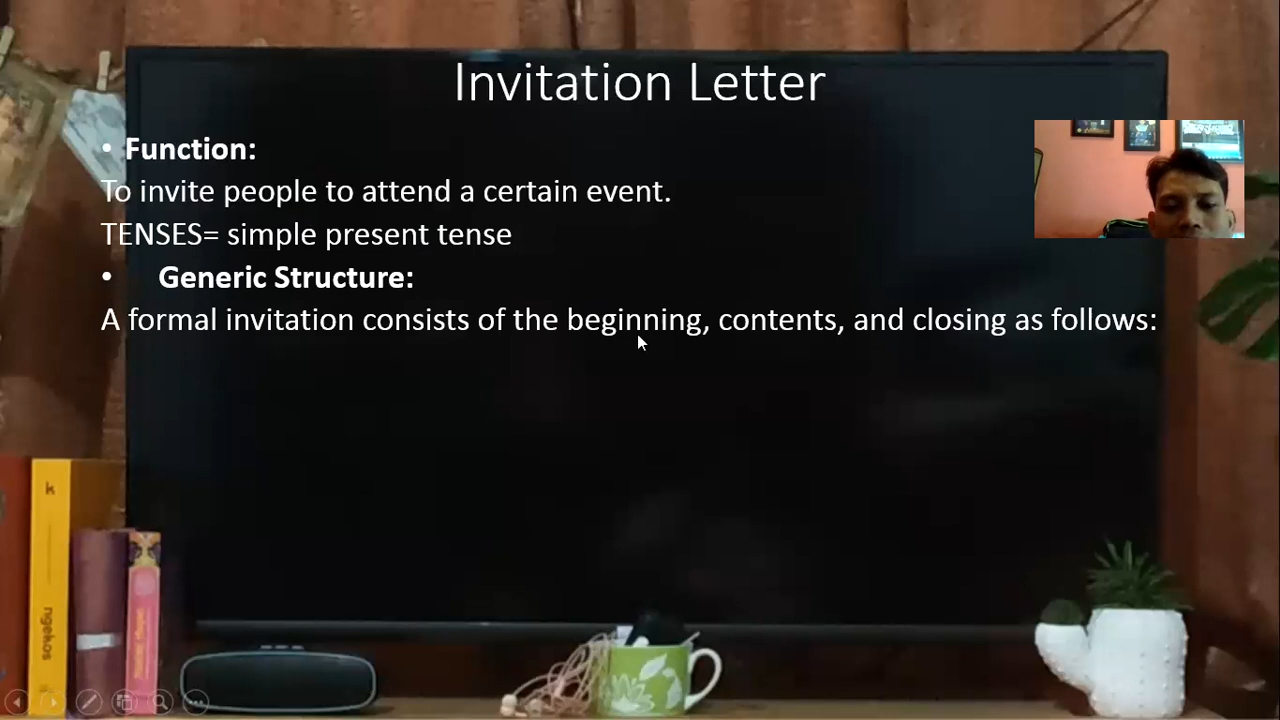 Invitation Letter
• Function:
To invite people to attend a certain event.
TENSES= simple present tense
• Generic Structure:
A formal invitation consists of the beginning, contents, and closing as follows:
k
ngekos